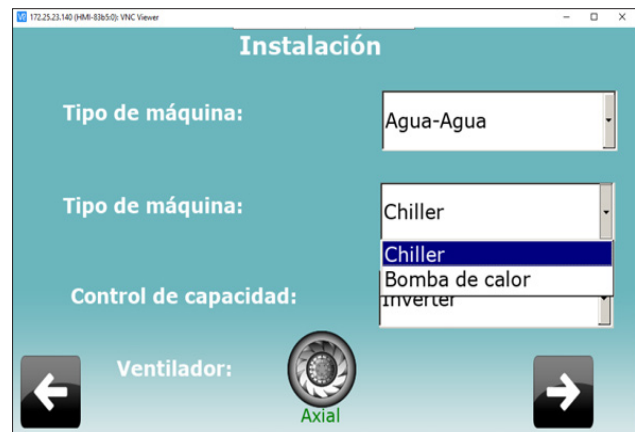 172.25.23.140 (HMI-83b5:0): VNC Viewer
Instalación
Tipo de máquina:
Agua-Agua
Tipo de máquina:
Chiller
Chiller
Bomba de calor
Control de capacidad:
Inverter
Ventilador:
Axial